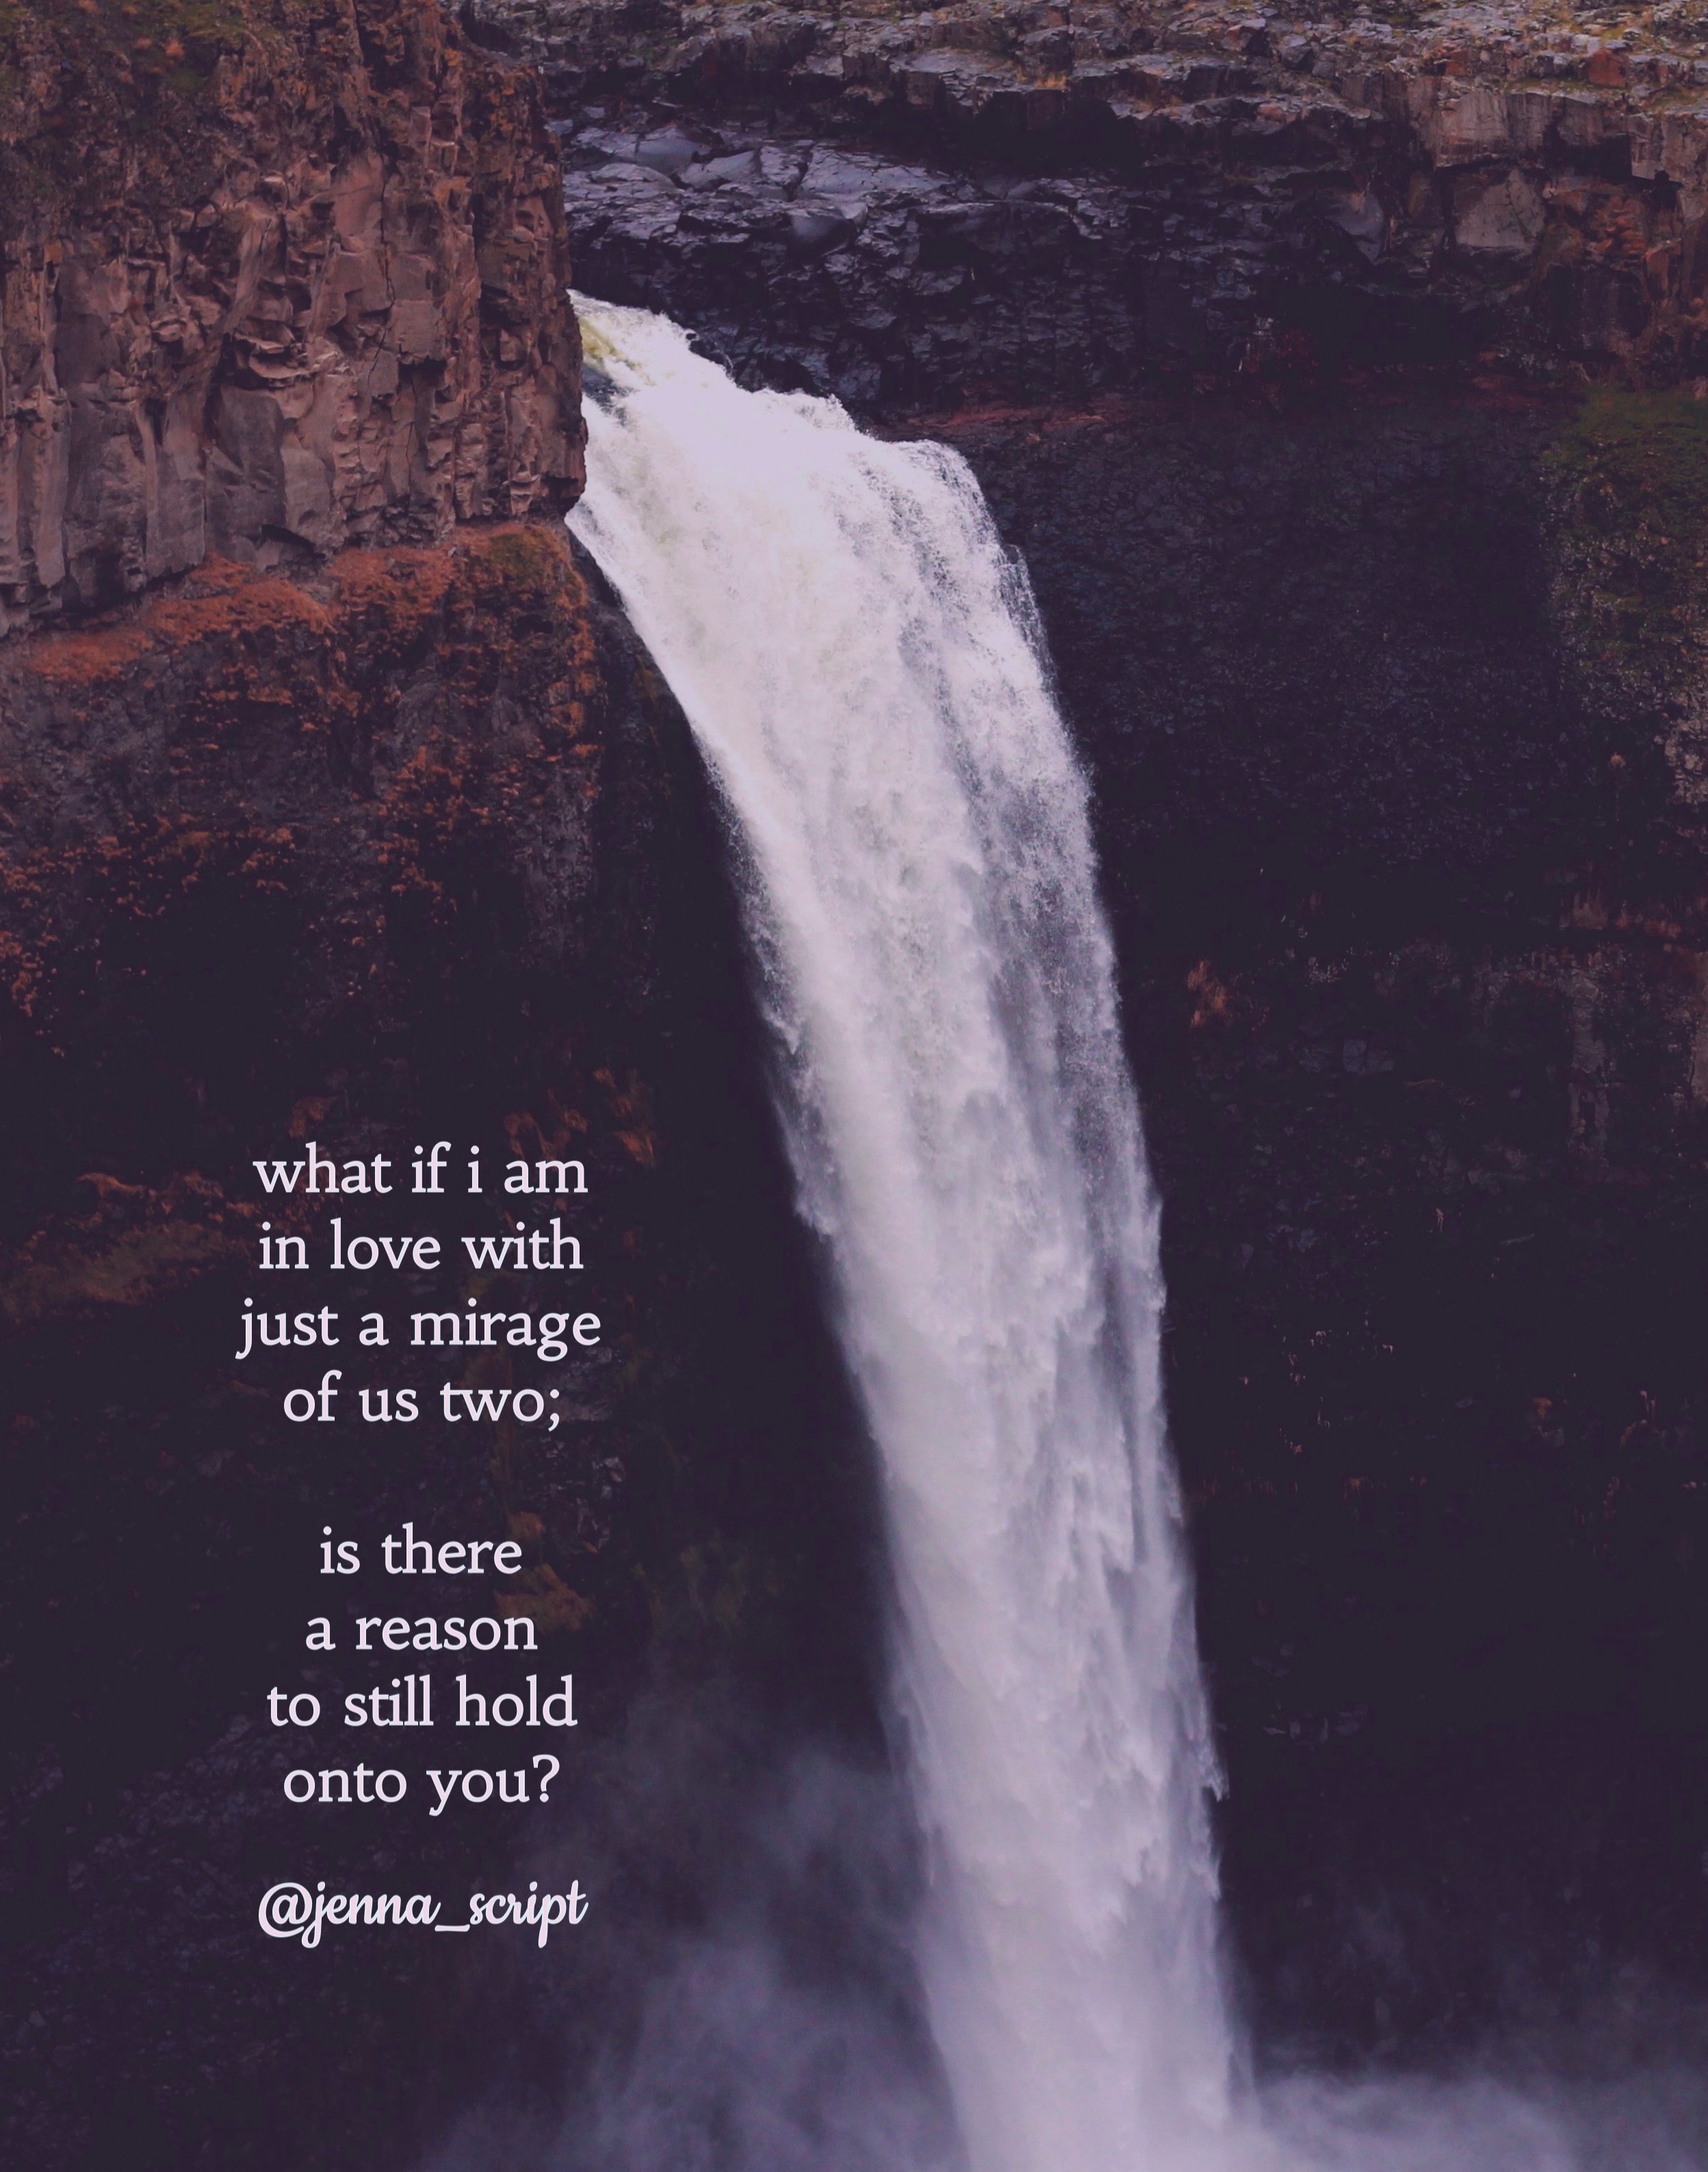 what if i am
in love with
just a mirage
of us two;
is there
a reason
to still hold
onto you?
@jenna_script